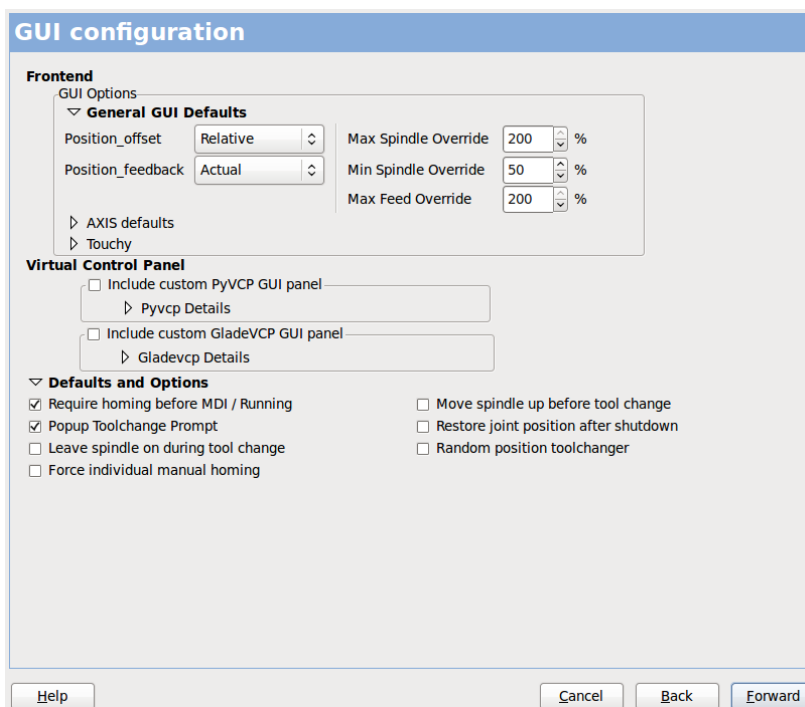 GUI configuration
Frontend
GUI Options
General GUI Defaults
Position_offset Relative Max Spindle Override 200 %
Position_feedback Actual Min Spindle Override 50 %
Max Feed Override 200 %
AXIS defaults
Touchy
Virtual Control Panel
Include custom PyVCP GUI panel
Pyvcp Details
Include custom GladeVCP GUI panel
Gladevcp Details
Defaults and Options
Require homing before MDI / Running Move spindle up before tool change
Popup Toolchange Prompt Restore joint position after shutdown
Leave spindle on during tool change Random position toolchanger
Force individual manual homing
Help Cancel Back Forward